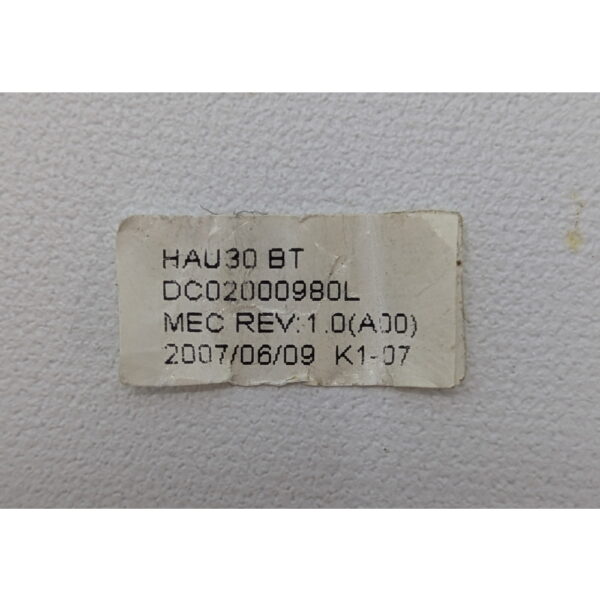 HAU30 BT
DC02000980L
MEC REV:1.0(A00)
2007/06/09 K1-07